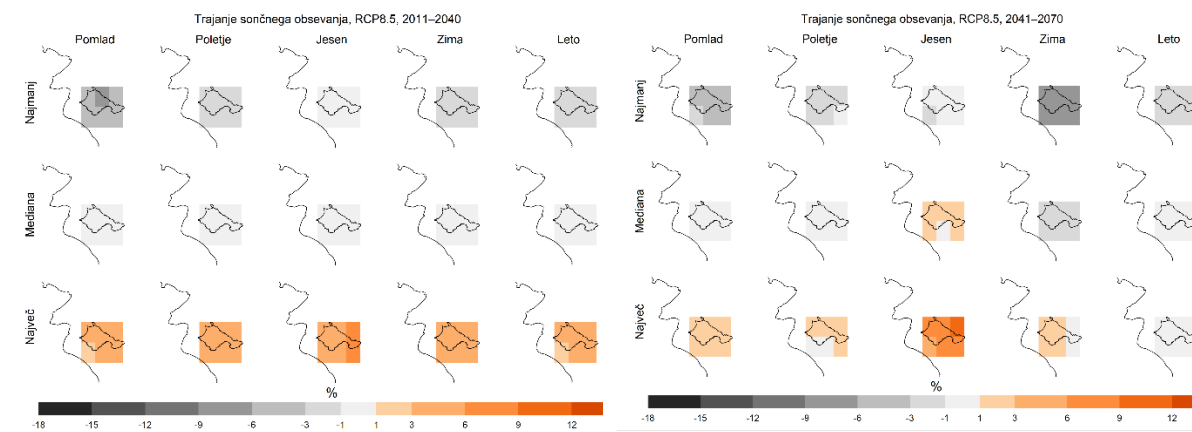 Trajanje sončnega obsevanja, RCP8.5, 2011–2040
Pomlad Poletje Jesen Zima Leto
Najmanj
Mediana
Največ
%
-18 -15 -12 -9 -6 -3 -1 1 3 6 9 12
Trajanje sončnega obsevanja, RCP8.5, 2041–2070
Pomlad Poletje Jesen Zima Leto
Najmanj
Mediana
Največ
%
-18 -15 -12 -9 -6 -3 -1 1 3 6 9 12